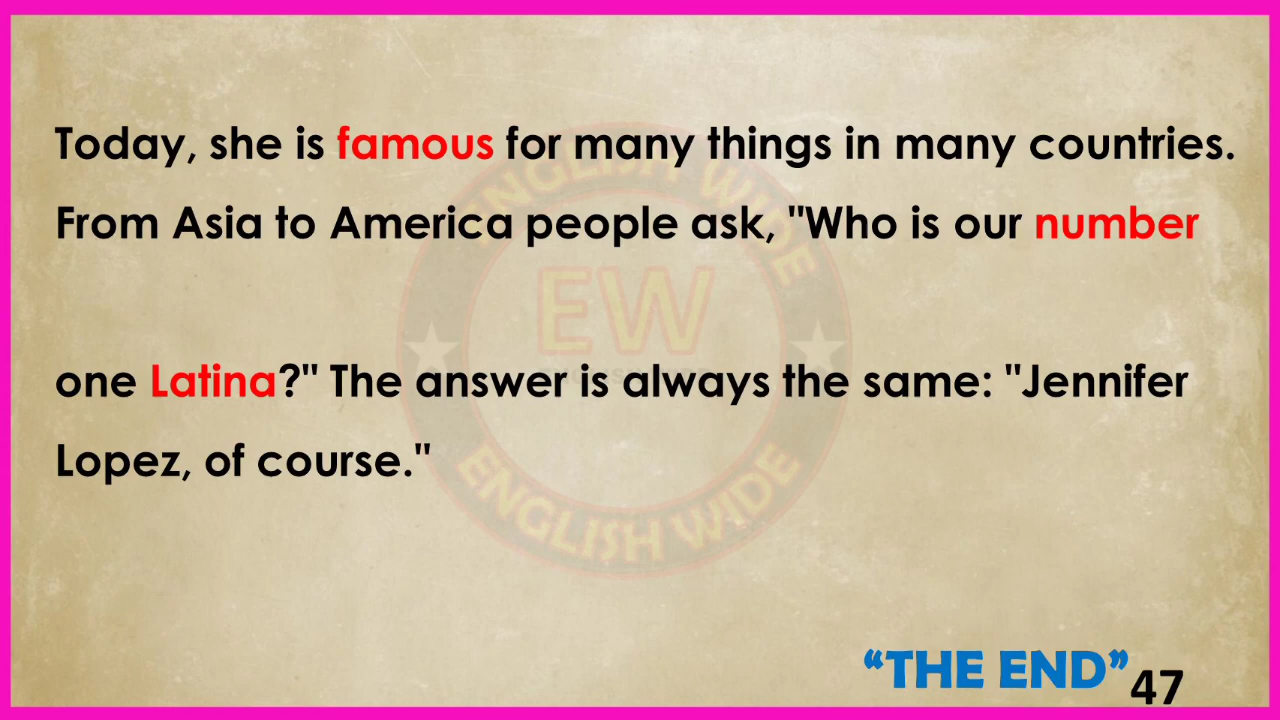 Today, she is famous for many things in many countries.
From Asia to America people ask, "Who is our number
one Latina?" The answer is always the same: "Jennifer
Lopez, of course."
ENGLISH WIDE
EW
ENGLISH WIDE
“THE END”
47